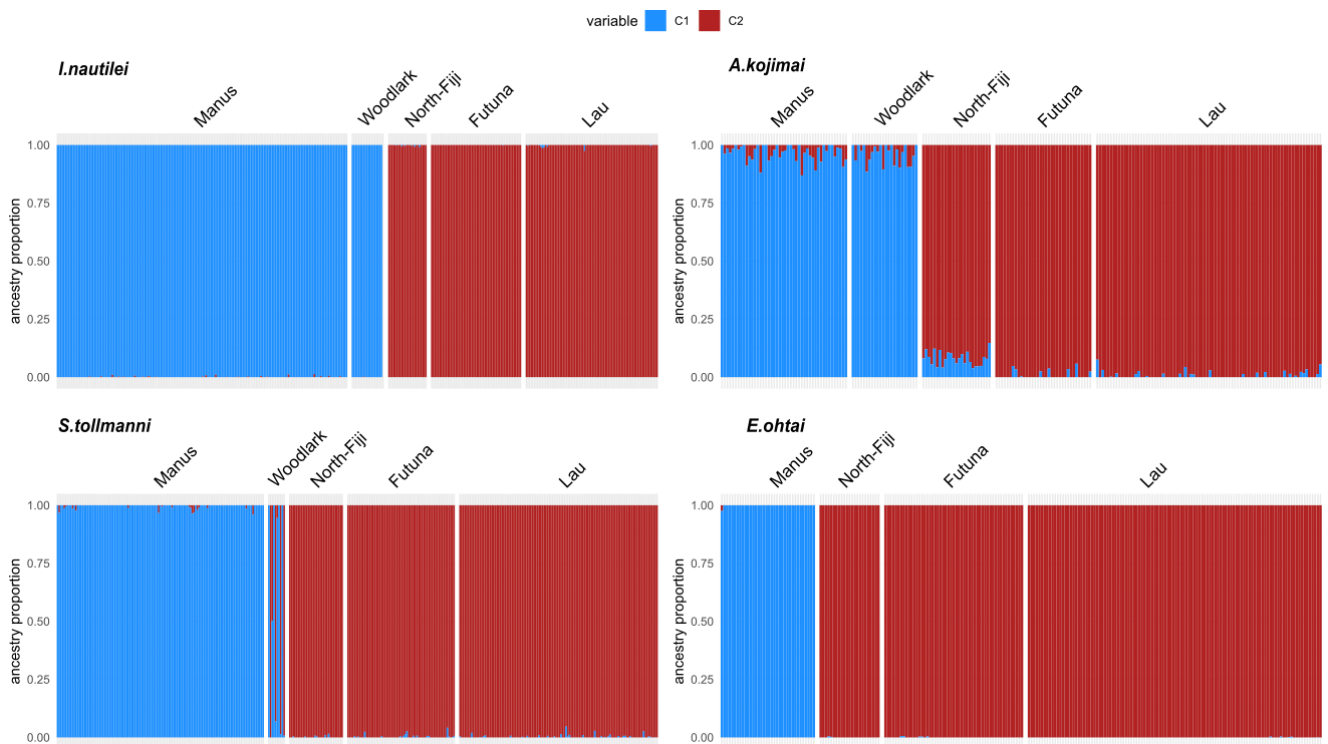 variable C1 C2
I.nautilei
Manus Woodlark North-Fiji Futuna Lau
ancestry proportion
1.00
0.75
0.50
0.25
0.00
A.kojimai
Manus Woodlark North-Fiji Futuna Lau
ancestry proportion
1.00
0.75
0.50
0.25
0.00
S.tollmanni
Manus Woodlark North-Fiji Futuna Lau
ancestry proportion
1.00
0.75
0.50
0.25
0.00
E.ohtai
Manus North-Fiji Futuna Lau
ancestry proportion
1.00
0.75
0.50
0.25
0.00